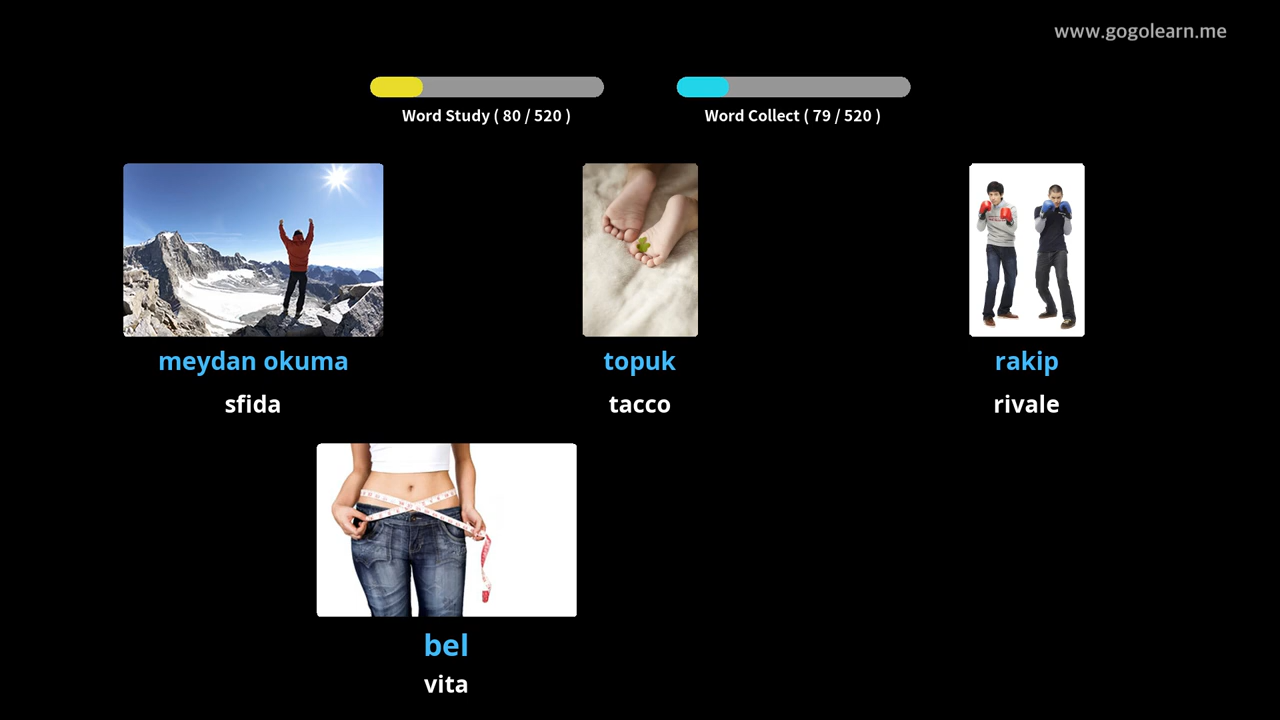 www.gogolearn.me
Word Study ( 80 / 520 )
Word Collect ( 79 / 520 )
meydan okuma
sfida
topuk
tacco
rakip
rivale
bel
vita